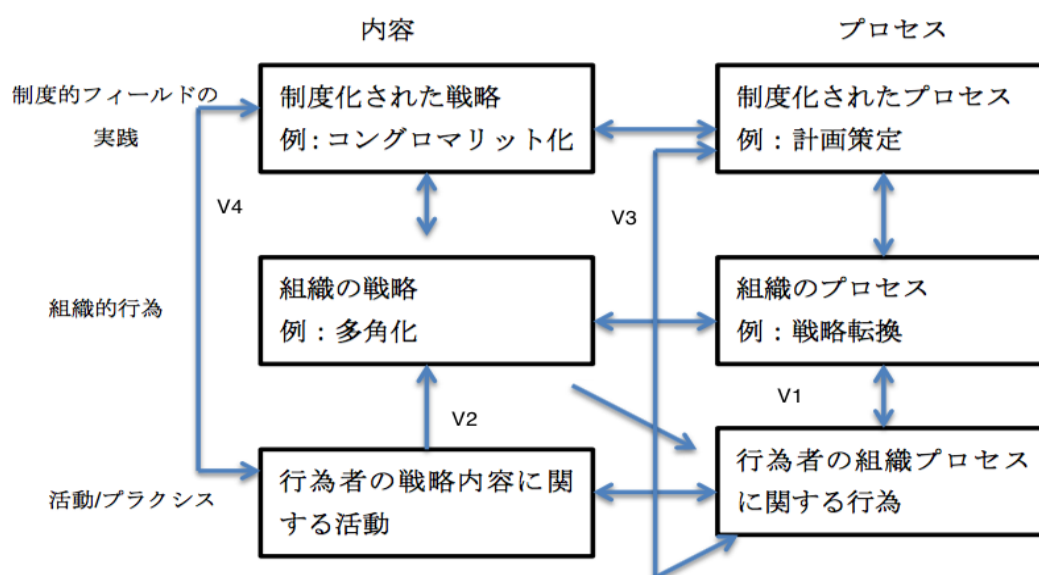 内容
プロセス
制度的フィールドの
実践
制度化された戦略
例：コングロマリット化
制度化されたプロセス
例：計画策定
V4
V3
組織的行為
組織の戦略
例：多角化
組織のプロセス
例：戦略転換
V2
V1
活動/プラクシス
行為者の戦略内容に関
する活動
行為者の組織プロセス
に関する行為